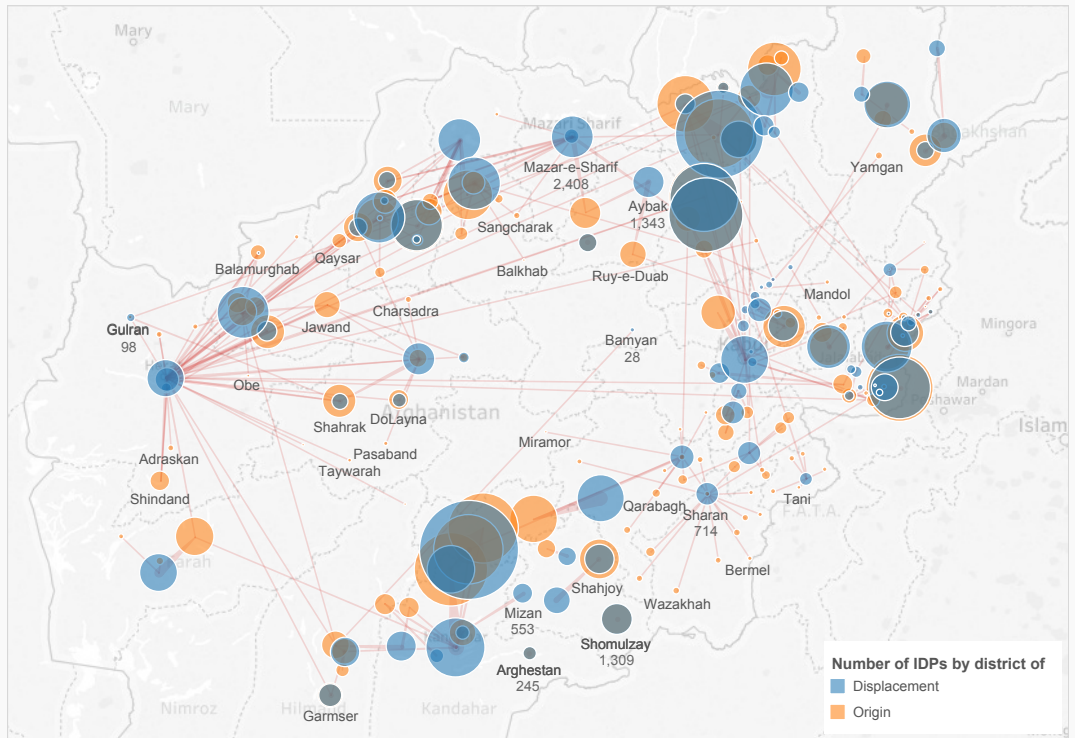 Mary
Mary
Mazari Sharif
Mazar-e-Sharif
2,408
Yamgan
Aybak
1,343
Sangcharak
Qaysar
Balamurghab
Balkhab
Ruy-e-Duab
Mandol
Charsadra
Jawand
Gulran
98
Bamyan
28
Mingora
Obe
Mardan
Afghanistan
Shahrak
DoLayna
Islam
Miramor
Pasaband
Taywarah
Adraskan
Shindand
Qarabagh
Sharan
714
Tani
F.A.T.A.
Bermel
Shahjoy
Wazakhah
Mizan
553
Shomulzay
1,309
Arghestan
245
Number of IDPs by district of
Displacement
Origin
Nimroz
Kandahar
Garmser